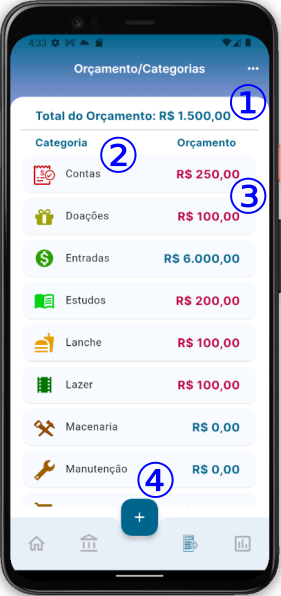 4:33
Orçamento/Categorias
①
Total do Orçamento: R$ 1.500,00
Categoria ② Orçamento
Contas R$ 250,00
③
Doações R$ 100,00
Entradas R$ 6.000,00
Estudos R$ 200,00
Lanche R$ 100,00
Lazer R$ 100,00
Macenaria R$ 0,00
Manutenção R$ 0,00
④
+